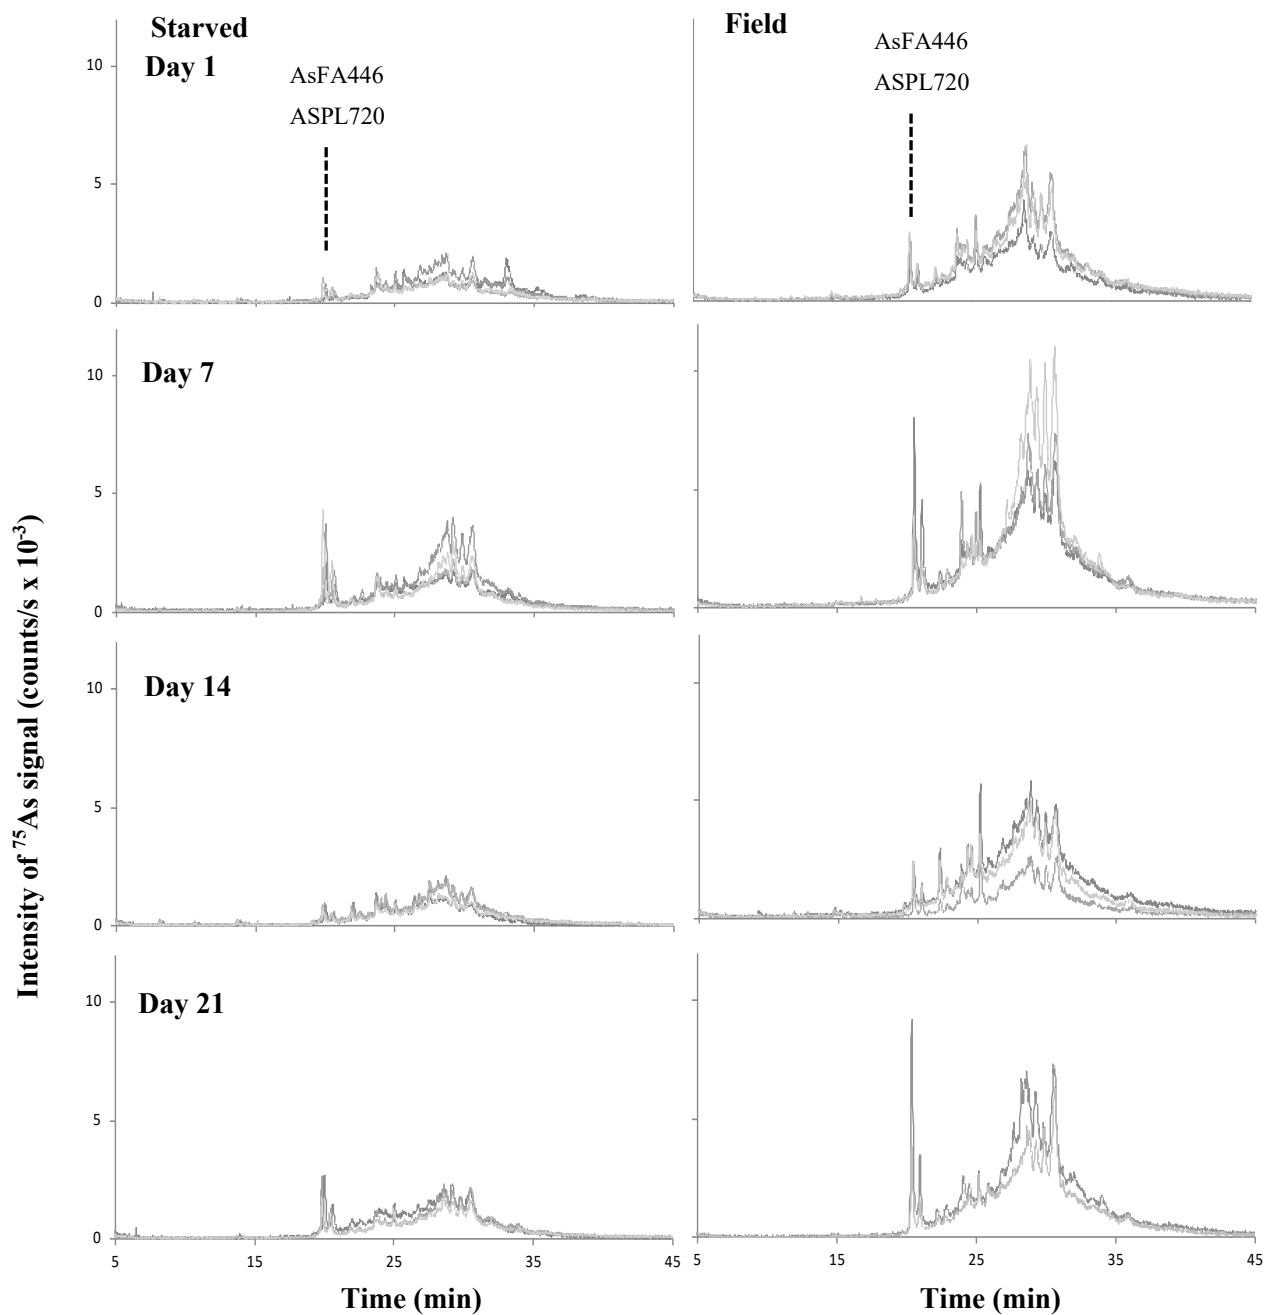 Starved
Day 1
AsFA446
ASPL720
10
5
0
Field
AsFA446
ASPL720
Day 7
10
5
0
Day 14
10
5
0
Day 21
10
5
0
5 15 25 35 45
5 15 25 35 45
Time (min)
Time (min)
Intensity of ⁷⁵As signal (counts/s x 10⁻³)